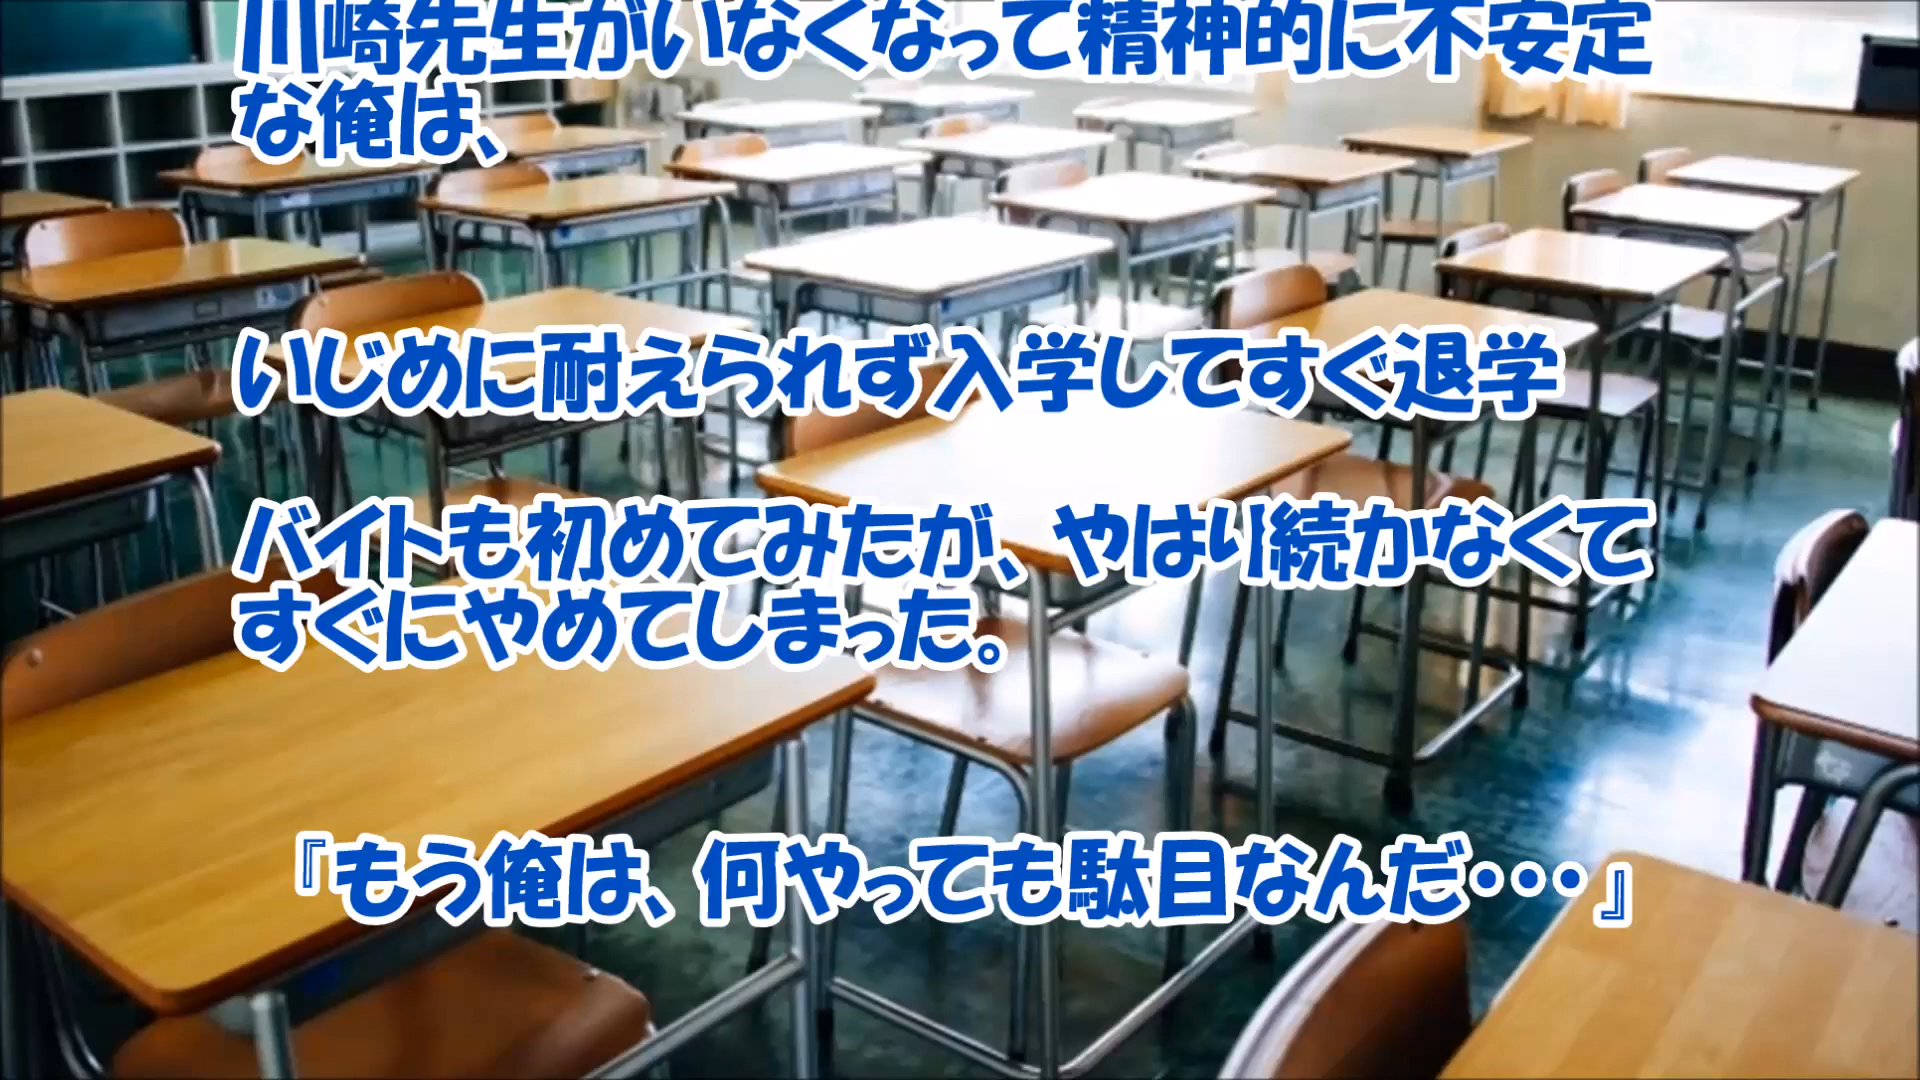 川崎先生がいなくなって精神的に不安定
な俺は、
いじめに耐えられず入学してすぐ退学
バイトも初めてみたが、やはり続かなくて
すぐにやめてしまった。
『もう俺は、何やっても駄目なんだ・・・』